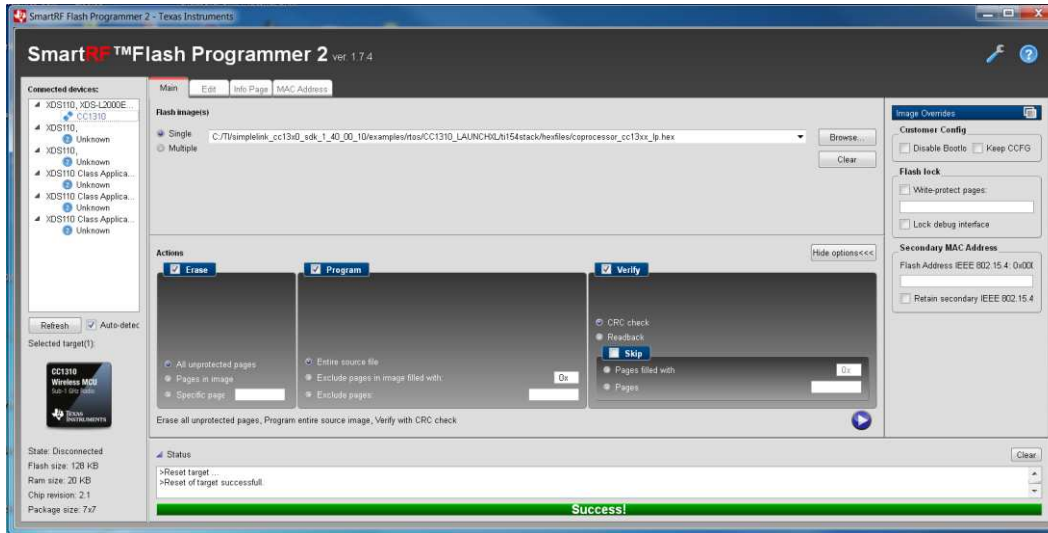 SmartRF Flash Programmer 2 - Texas Instruments
SmartRF™Flash Programmer 2 ver. 1.7.4
Connected devices:
XDS110, XDS-L2000E...
CC1310
XDS110,
Unknown
XDS110,
Unknown
XDS110 Class Applica...
Unknown
XDS110 Class Applica...
Unknown
XDS110 Class Applica...
Unknown
Refresh Auto-detec
Selected target(1):
CC1310
Wireless MCU
Sub-1 GHz Radio
TEXAS INSTRUMENTS
State: Disconnected
Flash size: 128 KB
Ram size: 20 KB
Chip revision: 2.1
Package size: 7x7
Main Edit Info Page MAC Address
Flash image(s)
Single C:/TI/simplelink_cc13x0_sdk_1_40_00_10/examples/rtos/CC1310_LAUNCHXL/ti154stack/hexfiles/coprocessor_cc13xx_lp.hex Browse...
Multiple
Clear
Actions Hide options<<<
Erase Program Verify
CRC check
Readback
Skip
All unprotected pages Entire source file Pages filled with 0x
Pages in image Exclude pages in image filled with: 0x Pages
Specific page Exclude pages:
Erase all unprotected pages, Program entire source image, Verify with CRC check
Status Clear
>Reset target ...
>Reset of target successfull.
Success!
Image Overrides
Customer Config
Disable Bootlo Keep CCFG
Flash lock
Write-protect pages:
Lock debug interface
Secondary MAC Address
Flash Address IEEE 802.15.4: 0x00(
Retain secondary IEEE 802.15.4